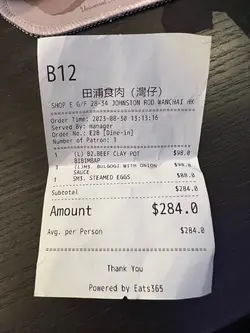 B12
田浦食肉 (灣仔)
SHOP E G/F 28-34 JOHNSTON ROD WANCHAI HK
Order Time: 2023-08-30 13:13:16
Served By: manager
Order No.: E28 [Dine-in]
Number of Patron: 1
1 (L) B2.BEEF CLAY POT $98.0
BIBIMBAP
1 BULGOGI WITH ONION $98.0
SAUCE
1 SM3. STEAMED EGGS $88.0
Subtotal $284.0
Amount $284.0
Avg. per Person $284.0
Thank You
Powered by Eats365